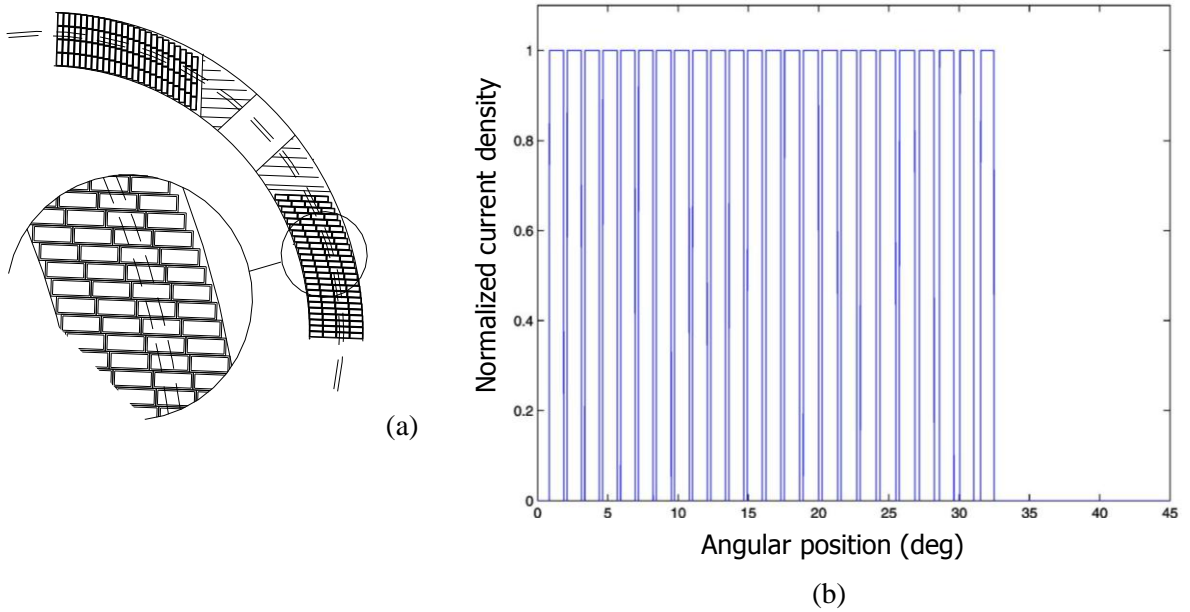 1
0.8
0.6
0.4
0.2
0
Normalized current density
0 5 10 15 20 25 30 35 40 45
Angular position (deg)
(a)
(b)